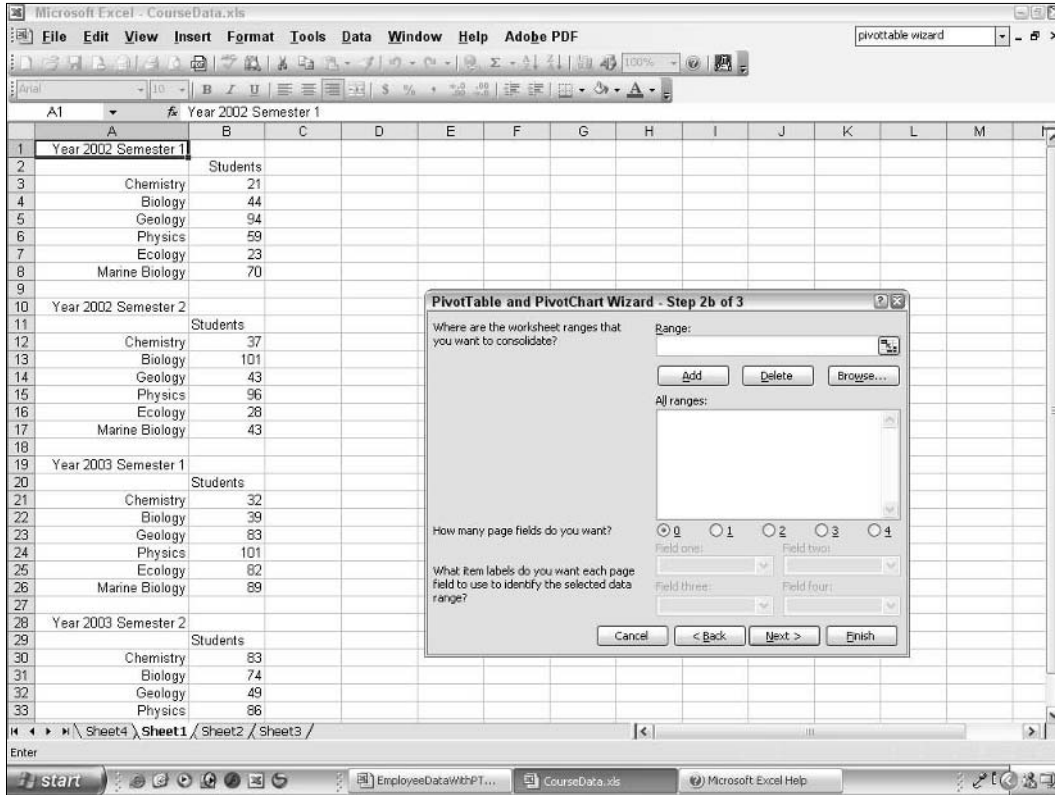 Microsoft Excel - CourseData.xls
File Edit View Insert Format Tools Data Window Help Adobe PDF
pivottable wizard
100%
Arial 10 B I U $ % ,
A1 fx Year 2002 Semester 1
A B C D E F G H I J K L M
1 Year 2002 Semester 1
2 Students
3 Chemistry 21
4 Biology 44
5 Geology 94
6 Physics 59
7 Ecology 23
8 Marine Biology 70
9
10 Year 2002 Semester 2
11 Students
12 Chemistry 37
13 Biology 101
14 Geology 43
15 Physics 96
16 Ecology 28
17 Marine Biology 43
18
19 Year 2003 Semester 1
20 Students
21 Chemistry 32
22 Biology 39
23 Geology 83
24 Physics 101
25 Ecology 82
26 Marine Biology 89
27
28 Year 2003 Semester 2
29 Students
30 Chemistry 83
31 Biology 74
32 Geology 49
33 Physics 86
PivotTable and PivotChart Wizard - Step 2b of 3
Where are the worksheet ranges that
you want to consolidate?
Range:
Add Delete Browse...
All ranges:
How many page fields do you want?
0 1 2 3 4
What item labels do you want each page
field to use to identify the selected data
range?
Field one: Field two:
Field three: Field four:
Cancel < Back Next > Finish
Sheet4 Sheet1 Sheet2 Sheet3
Enter
start EmployeeDataWithPT... CourseData.xls Microsoft Excel Help